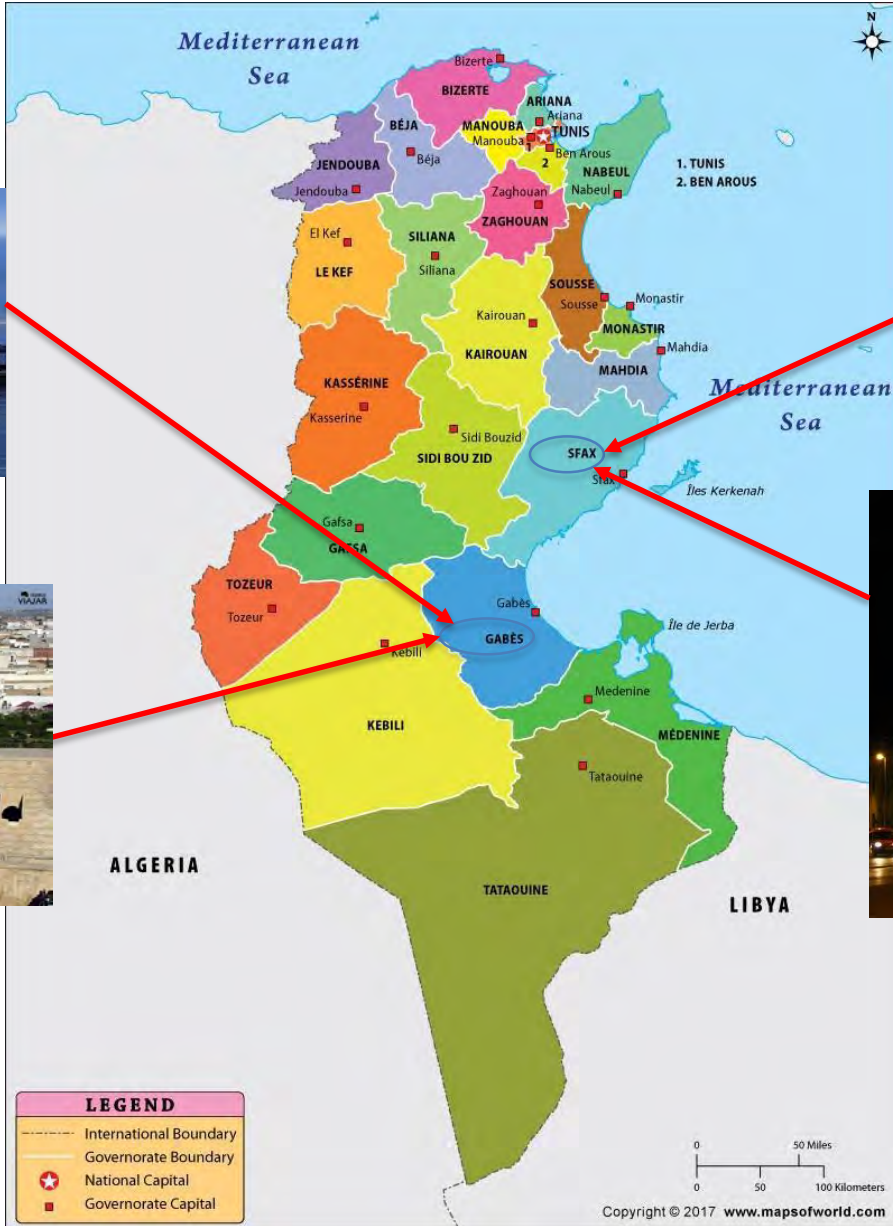 N
Mediterranean
Sea
Bizerte
BIZERTE
ARIANA
Ariana
BÉJA
MANOUBA
TUNIS
Manouba
1
Béja
2
Ben Arous
JENDOUBA
NABEUL
1. TUNIS
2. BEN AROUS
Jendouba
Zaghouan
Nabeul
ZAGHOUAN
El Kef
SILIANA
LE KEF
Siliana
SOUSSE
Sousse
Monastir
Kairouan
MONASTIR
KAIROUAN
Mahdia
MAHDIA
KASSÉRINE
Mediterranean
Sea
Kasserine
Sidi Bouzid
SIDI BOU ZID
SFAX
Sfax
Îles Kerkenah
Gafsa
GAFSA
TOZEUR
VIAJAR
Tozeur
Gabès
GABÈS
Île de Jerba
Kebili
Medenine
KEBILI
MÉDENINE
Tataouine
ALGERIA
TATAOUINE
LIBYA
LEGEND
International Boundary
Governorate Boundary
National Capital
Governorate Capital
0 50 Miles
0 50 100 Kilometers
Copyright © 2017 www.mapsofworld.com